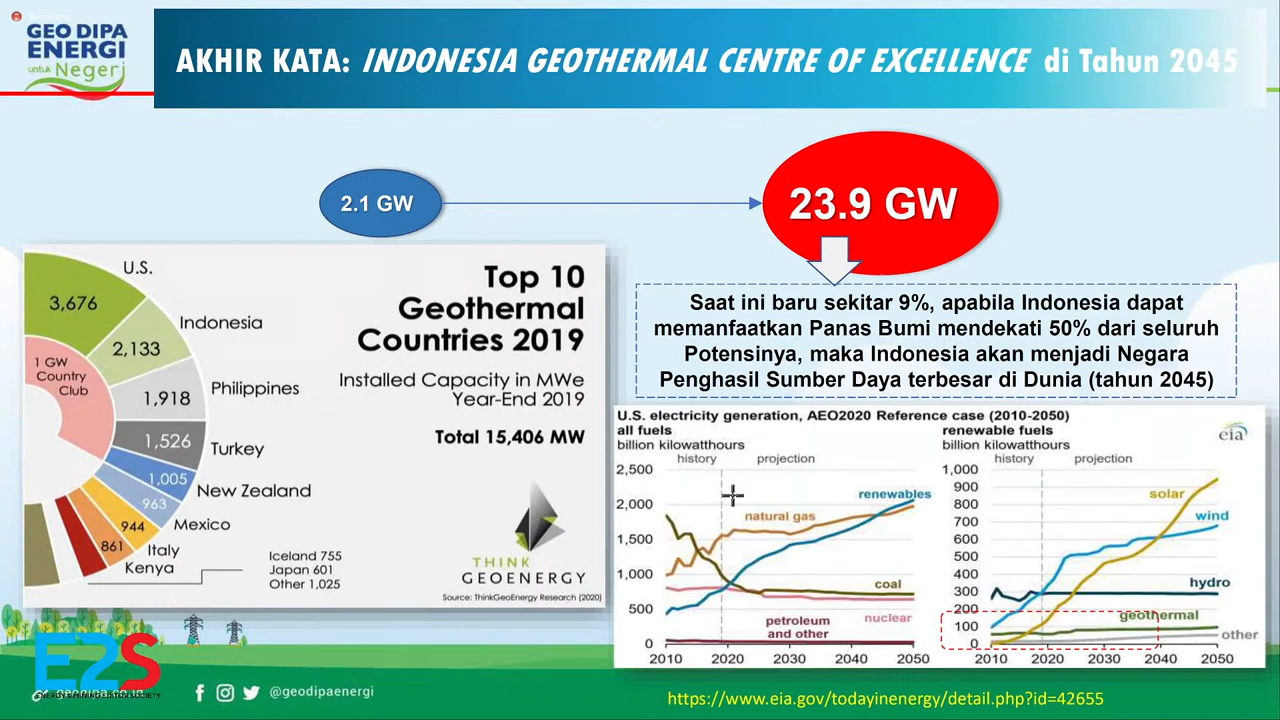 GEO DIPA
ENERGI
untuk Negeri
AKHIR KATA: INDONESIA GEOTHERMAL CENTRE OF EXCELLENCE di Tahun 2045
2.1 GW
23.9 GW
Saat ini baru sekitar 9%, apabila Indonesia dapat
memanfaatkan Panas Bumi mendekati 50% dari seluruh
Potensinya, maka Indonesia akan menjadi Negara
Penghasil Sumber Daya terbesar di Dunia (tahun 2045)
Top 10
Geothermal
Countries 2019
Installed Capacity in MWe
Year-End 2019
Total 15,406 MW
U.S.
3,676
Indonesia
2,133
1 GW
Country
Club
Philippines
1,918
Turkey
1,526
New Zealand
1,005
Mexico
963
Italy
944
Kenya
861
Iceland 755
Japan 601
Other 1,025
THINK
GEOENERGY
Source: ThinkGeoEnergy Research (2020)
U.S. electricity generation, AEO2020 Reference case (2010-2050)
all fuels
billion kilowatthours
history projection
2,500
2,000
1,500
1,000
500
0
renewables
natural gas
coal
nuclear
petroleum
and other
2010 2020 2030 2040 2050
renewable fuels
billion kilowatthours
eia
history projection
1,000
900
800
700
600
500
400
300
200
100
0
solar
wind
hydro
geothermal
other
2010 2020 2030 2040 2050
E2S
ENERGY & MINING EDITOR SOCIETY
@geodipaenergi
https://www.eia.gov/todayinenergy/detail.php?id=42655